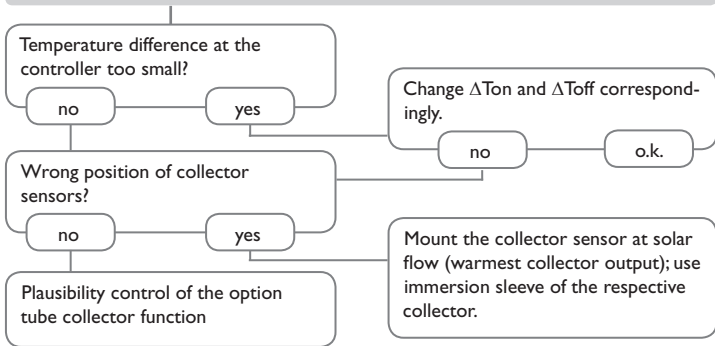 Temperature difference at the
controller too small?
no
yes
Change ΔTon and ΔToff correspond-
ingly.
no
o.k.
Wrong position of collector
sensors?
no
yes
Mount the collector sensor at solar
flow (warmest collector output); use
immersion sleeve of the respective
collector.
Plausibility control of the option
tube collector function